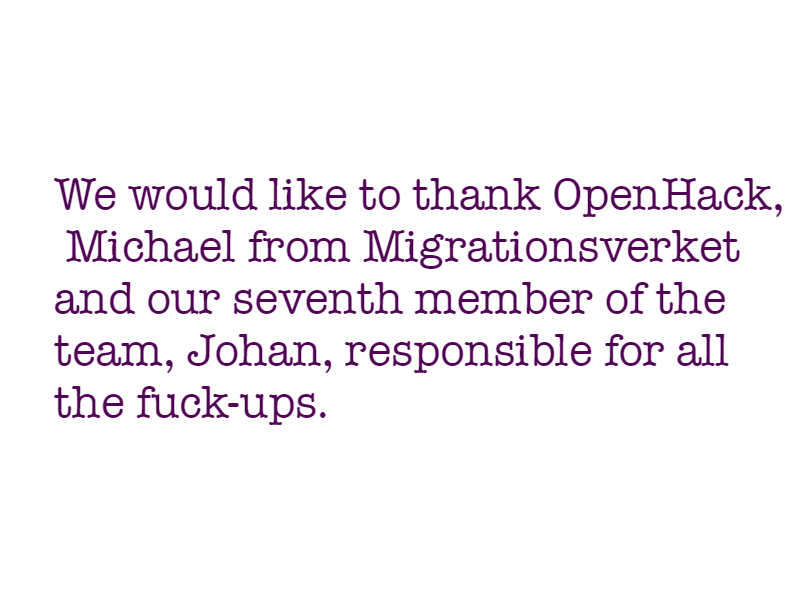 We would like to thank OpenHack,
Michael from Migrationsverket
and our seventh member of the
team, Johan, responsible for all
the fuck-ups.